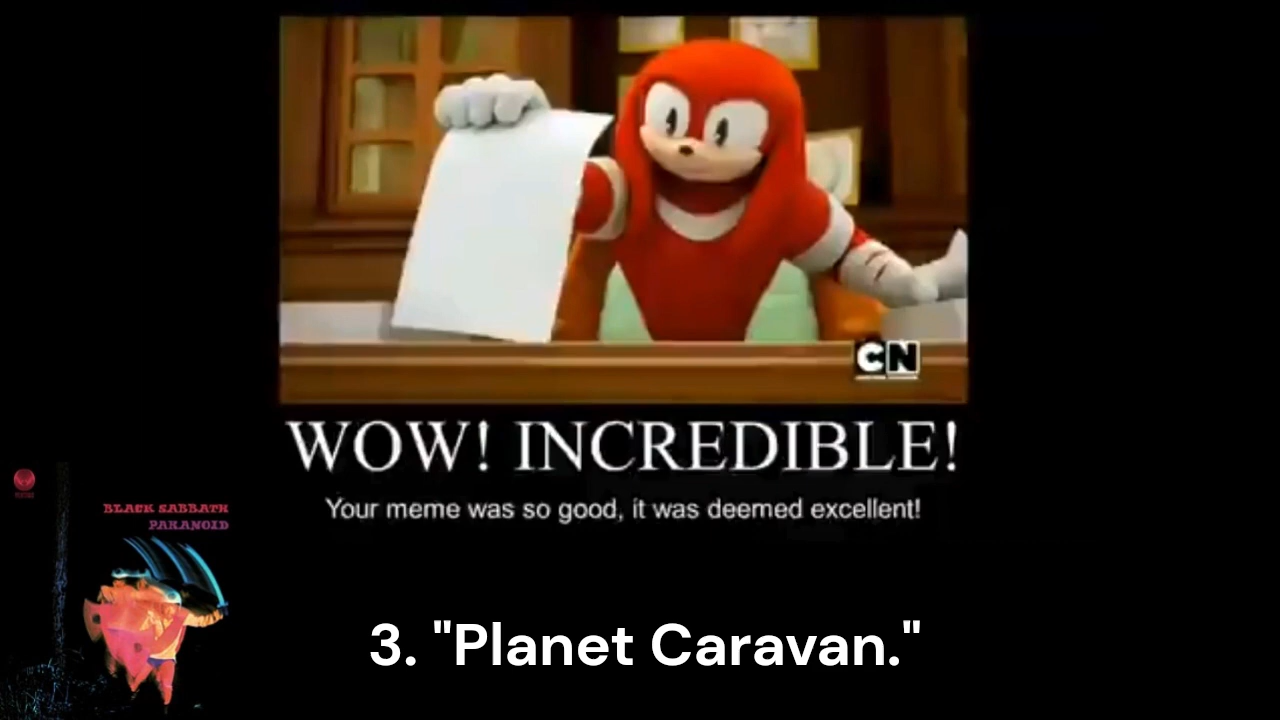 CN
WOW! INCREDIBLE!
Your meme was so good, it was deemed excellent!
BLACK SABBATH
PARANOID
3. "Planet Caravan."